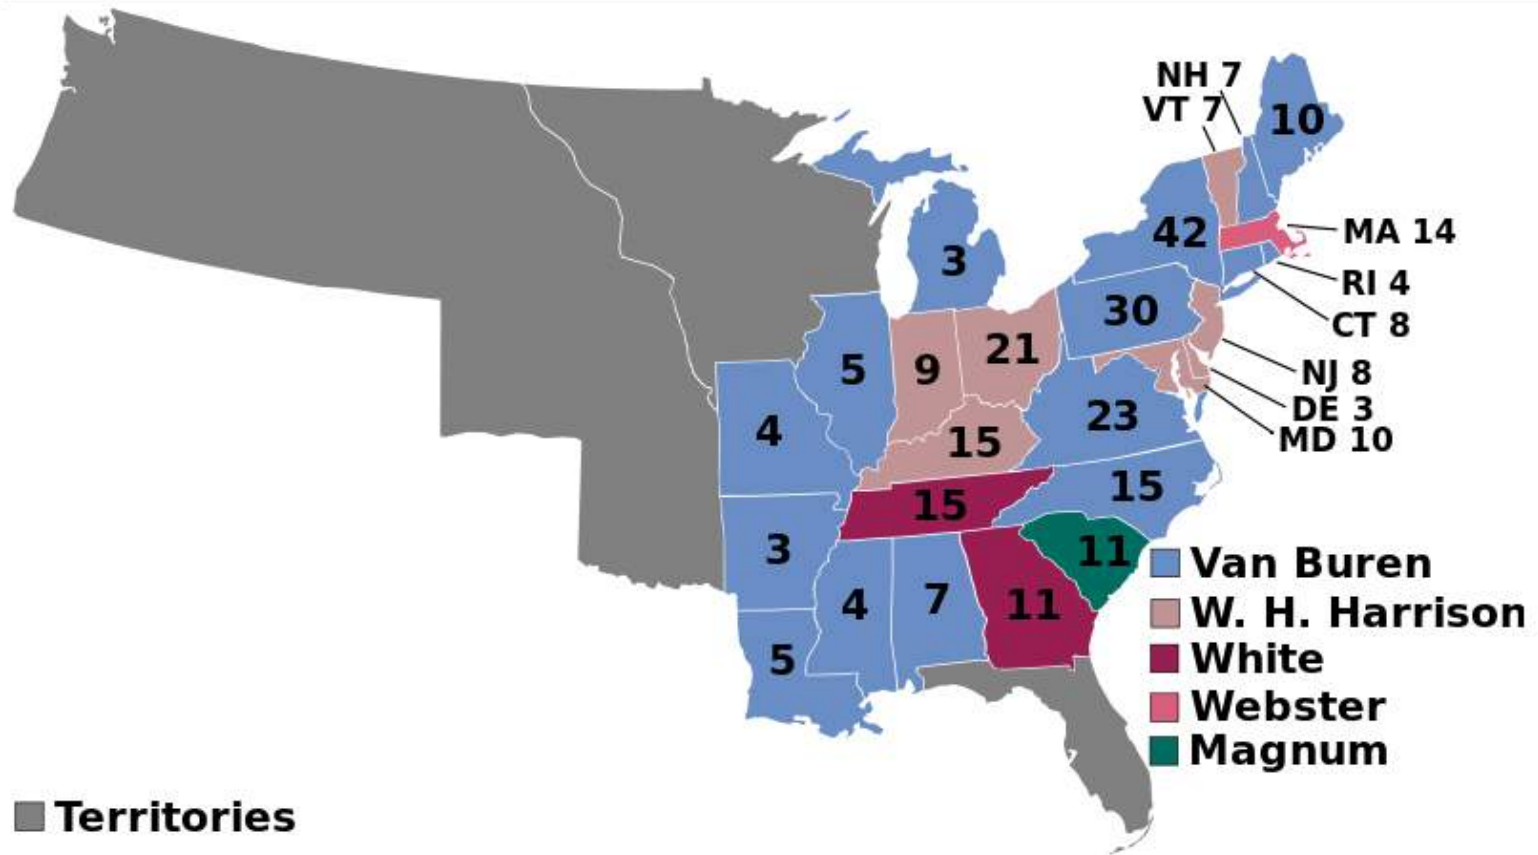 NH 7
VT 7
10
42
MA 14
3
RI 4
30
CT 8
5
9
21
NJ 8
DE 3
23
MD 10
4
15
15
15
3
11
4
7
11
5
Van Buren
W. H. Harrison
White
Webster
Magnum
Territories